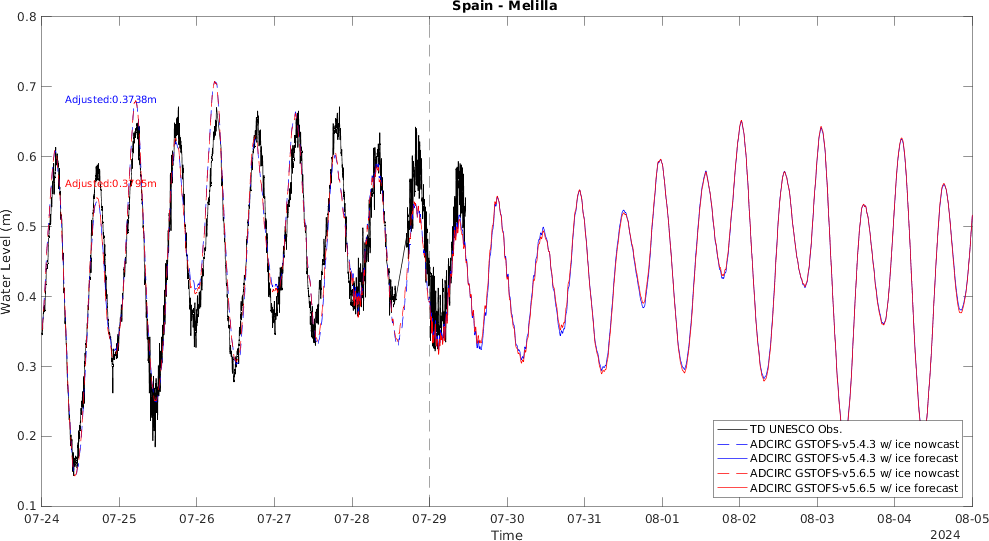 Spain - Melilla
0.8
0.7
0.6
0.5
0.4
0.3
0.2
0.1
Water Level (m)
Adjusted:0.3738m
Adjusted:0.3795m
TD UNESCO Obs.
ADCIRC GSTOFS-v5.4.3 w/ ice nowcast
ADCIRC GSTOFS-v5.4.3 w/ ice forecast
ADCIRC GSTOFS-v5.6.5 w/ ice nowcast
ADCIRC GSTOFS-v5.6.5 w/ ice forecast
07-24 07-25 07-26 07-27 07-28 07-29 07-30 07-31 08-01 08-02 08-03 08-04 08-05
Time
2024